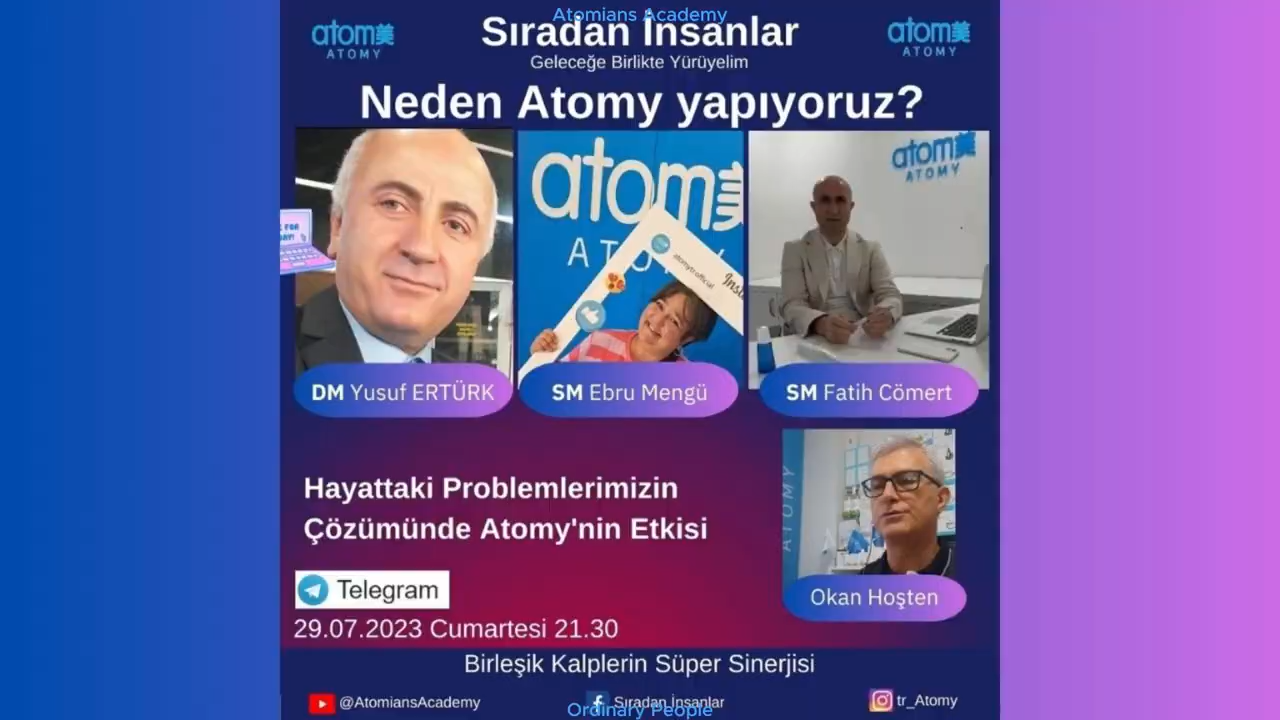 Atomians Academy
atom美
ATOMY
Sıradan İnsanlar
atom美
ATOMY
Geleceğe Birlikte Yürüyelim
Neden Atomy yapıyoruz?
atom美
ATOMY
atomytr.official
atom美
ATOMY
DM Yusuf ERTÜRK
SM Ebru Mengü
SM Fatih Cömert
Hayattaki Problemlerimizin
Çözümünde Atomy'nin Etkisi
ATOMY
Telegram
Okan Hoşten
29.07.2023 Cumartesi 21.30
Birleşik Kalplerin Süper Sinerjisi
@AtomiansAcademy
Sıradan İnsanlar
tr_Atomy
Ordinary People